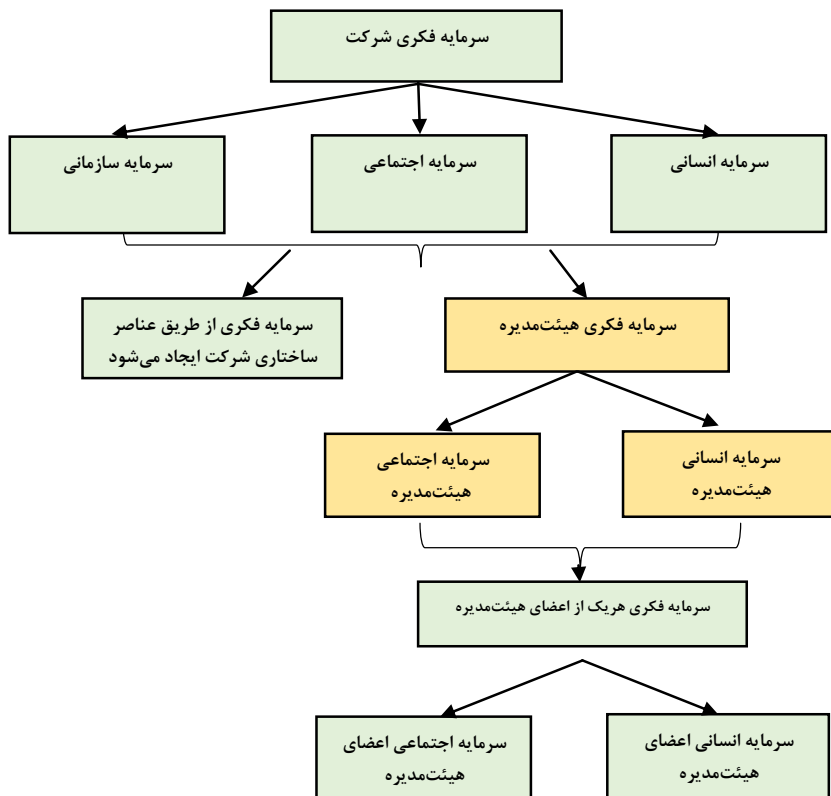 سرمایه فکری شرکت
سرمایه انسانی
سرمایه اجتماعی
سرمایه سازمانی
سرمایه فکری هیئت‌مدیره
سرمایه فکری از طریق عناصر
ساختاری شرکت ایجاد می‌شود
سرمایه انسانی
هیئت‌مدیره
سرمایه اجتماعی
هیئت‌مدیره
سرمایه فکری هریک از اعضای هیئت‌مدیره
سرمایه انسانی اعضای
هیئت‌مدیره
سرمایه اجتماعی اعضای
هیئت‌مدیره